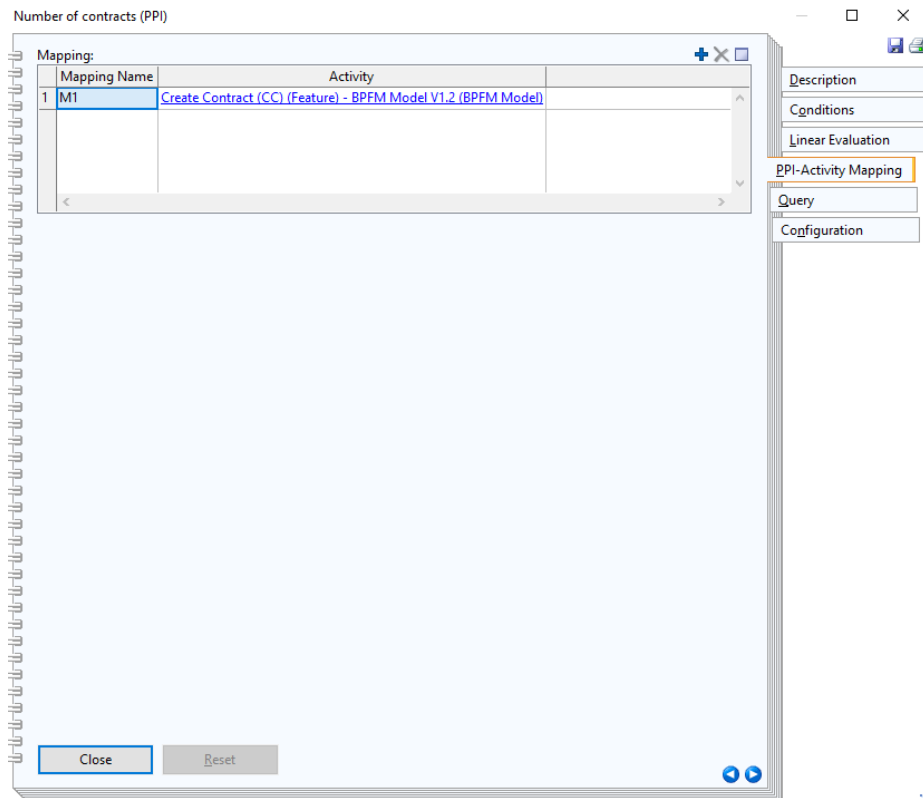 Number of contracts (PPI)
Mapping:
Mapping Name Activity
1 M1 Create Contract (CC) (Feature) - BPFM Model V1.2 (BPFM Model)
Description
Conditions
Linear Evaluation
PPI-Activity Mapping
Query
Configuration
Close Reset